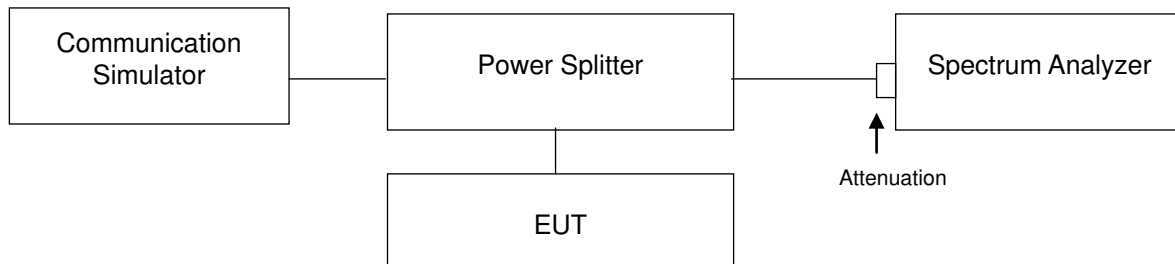 Communication
Simulator
Power Splitter
Spectrum Analyzer
Attenuation
EUT